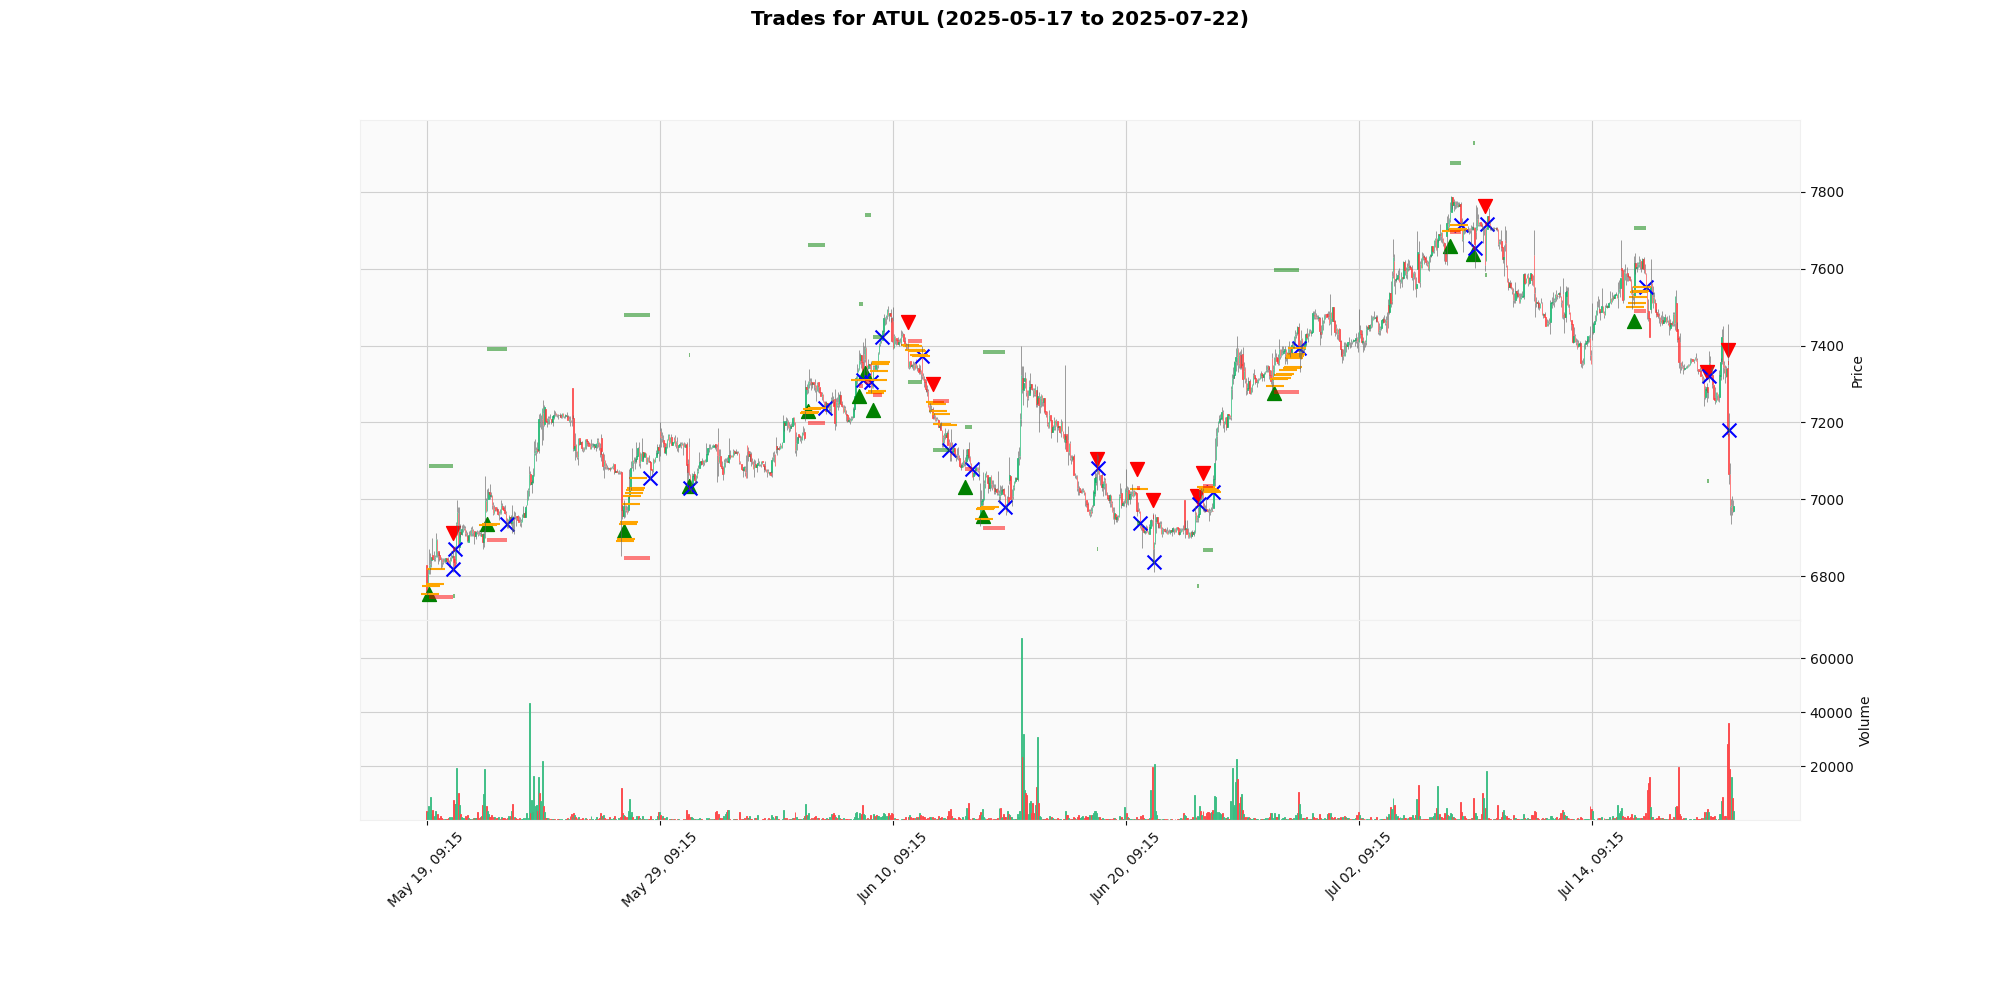 Trades for ATUL (2025-05-17 to 2025-07-22)
7800
7600
7400
7200
7000
6800
Price
60000
40000
20000
Volume
May 19, 09:15
May 29, 09:15
Jun 10, 09:15
Jun 20, 09:15
Jul 02, 09:15
Jul 14, 09:15